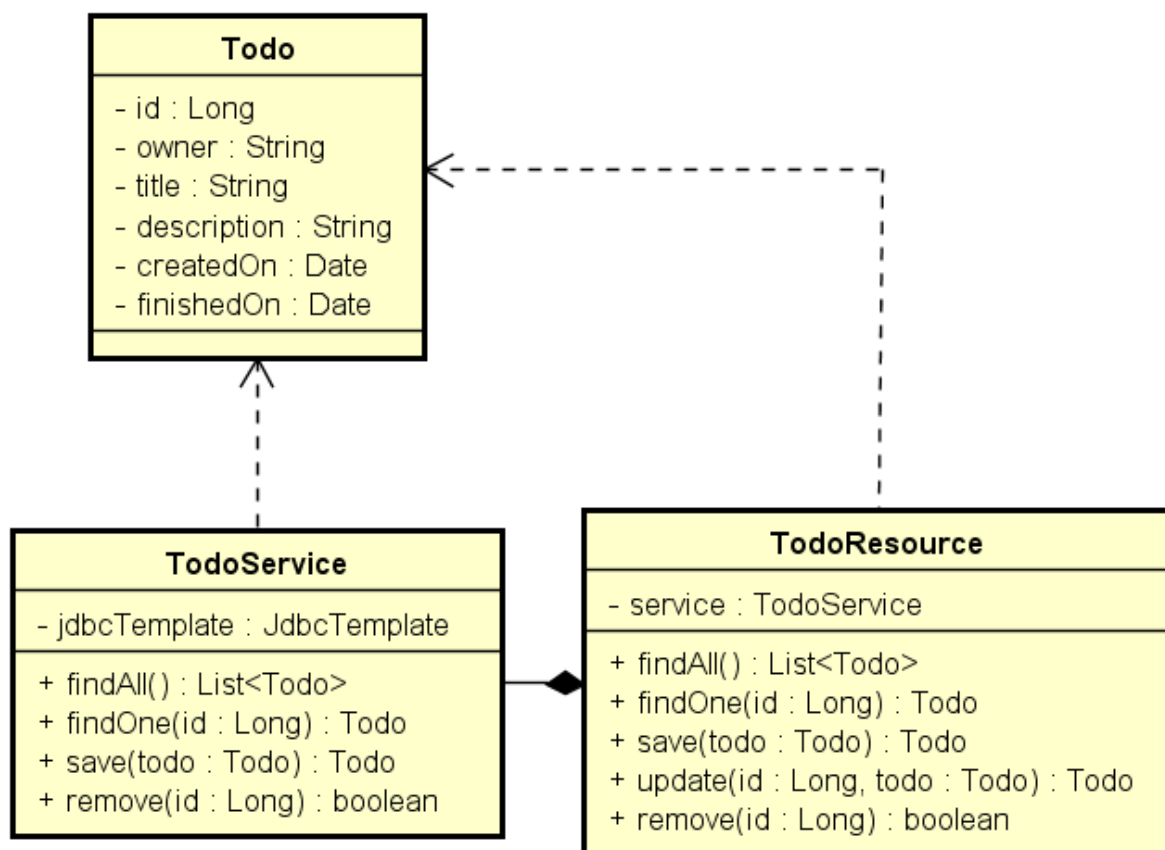 Todo
- id : Long
- owner : String
- title : String
- description : String
- createdOn : Date
- finishedOn : Date
TodoService
- jdbcTemplate : JdbcTemplate
+ findAll() : List<Todo>
+ findOne(id : Long) : Todo
+ save(todo : Todo) : Todo
+ remove(id : Long) : boolean
TodoResource
- service : TodoService
+ findAll() : List<Todo>
+ findOne(id : Long) : Todo
+ save(todo : Todo) : Todo
+ update(id : Long, todo : Todo) : Todo
+ remove(id : Long) : boolean